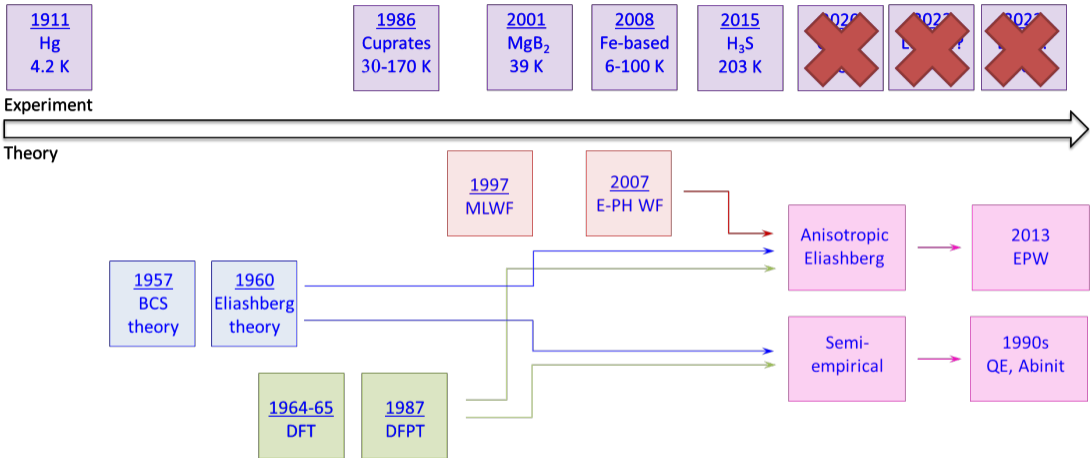 1911
Hg
4.2 K
1986
Cuprates
30-170 K
2001
MgB₂
39 K
2008
Fe-based
6-100 K
2015
H₃S
203 K
Experiment
Theory
1997
MLWF
2007
E-PH WF
Anisotropic
Eliashberg
2013
EPW
1957
BCS
theory
1960
Eliashberg
theory
Semi-
empirical
1990s
QE, Abinit
1964-65
DFT
1987
DFPT